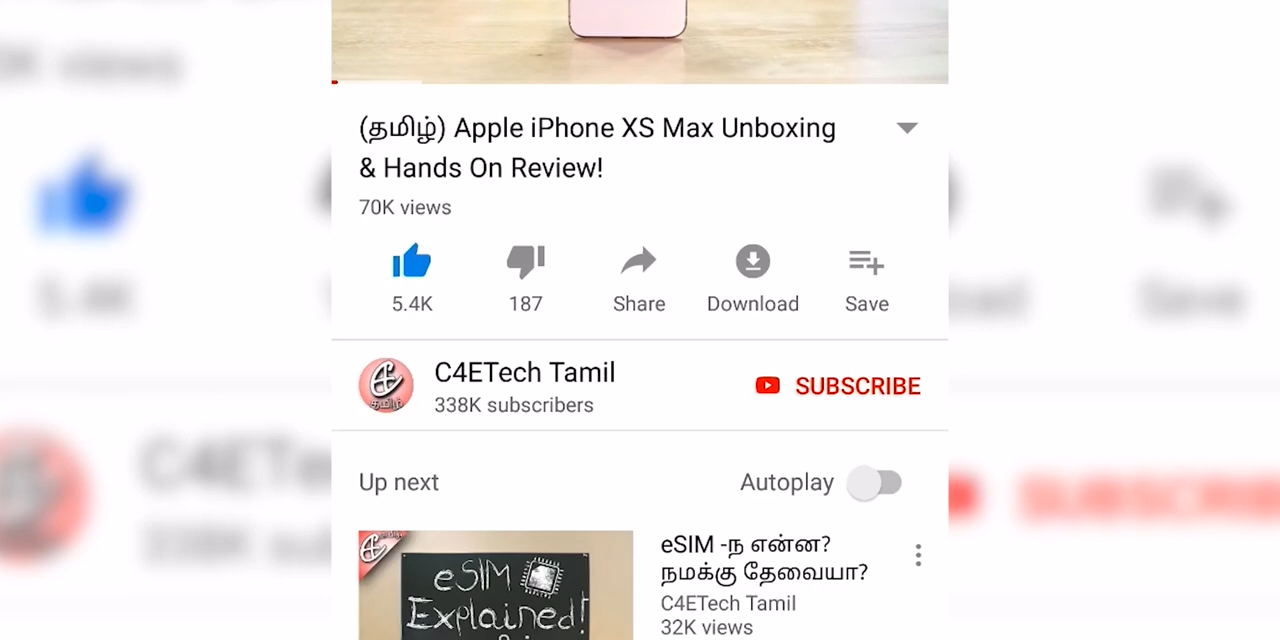 (தமிழ்) Apple iPhone XS Max Unboxing
& Hands On Review!
70K views
5.4K
187
Share
Download
Save
C4ETech Tamil
338K subscribers
SUBSCRIBE
Up next
Autoplay
eSIM
Explained!
eSIM -ந என்ன?
நமக்கு தேவையா?
C4ETech Tamil
32K views